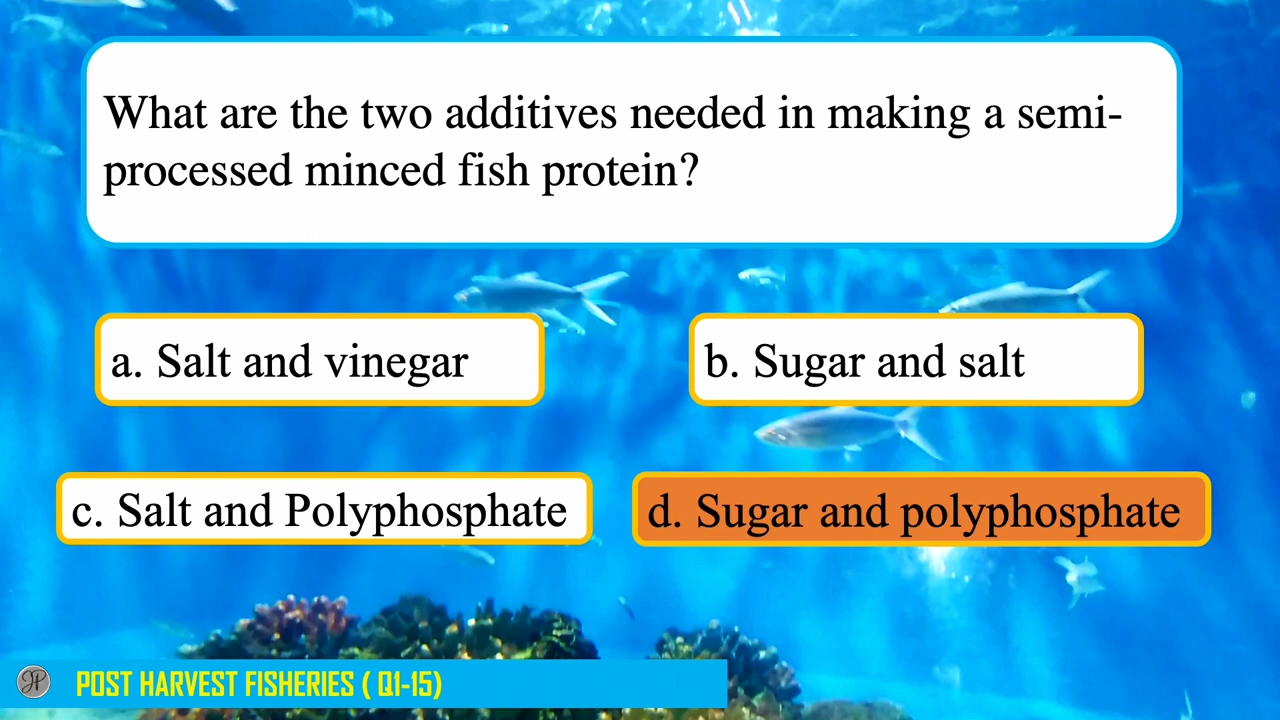 What are the two additives needed in making a semi-
processed minced fish protein?
a. Salt and vinegar
b. Sugar and salt
c. Salt and Polyphosphate
d. Sugar and polyphosphate
JP
POST HARVEST FISHERIES ( Q1-15)